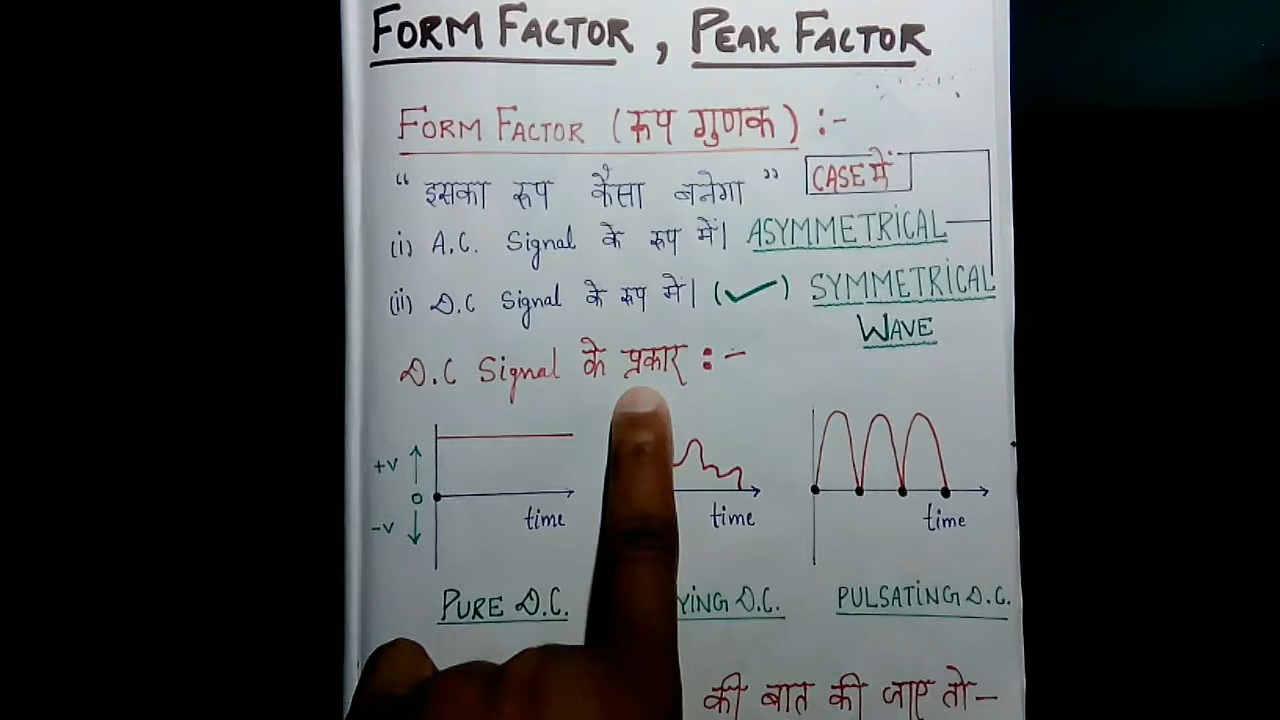 FORM FACTOR , PEAK FACTOR
FORM FACTOR (रूप गुणक) :-
“ इसका रूप कैसा बनेगा ” CASE में
(i) A.C. Signal के रूप में। ASYMMETRICAL
(ii) D.C Signal के रूप में। (✓) SYMMETRICAL
WAVE
D.C Signal के प्रकार :-
+V
0
-V
time time time
PURE D.C. YING D.C. PULSATING D.C.
की बात की जाए तो-